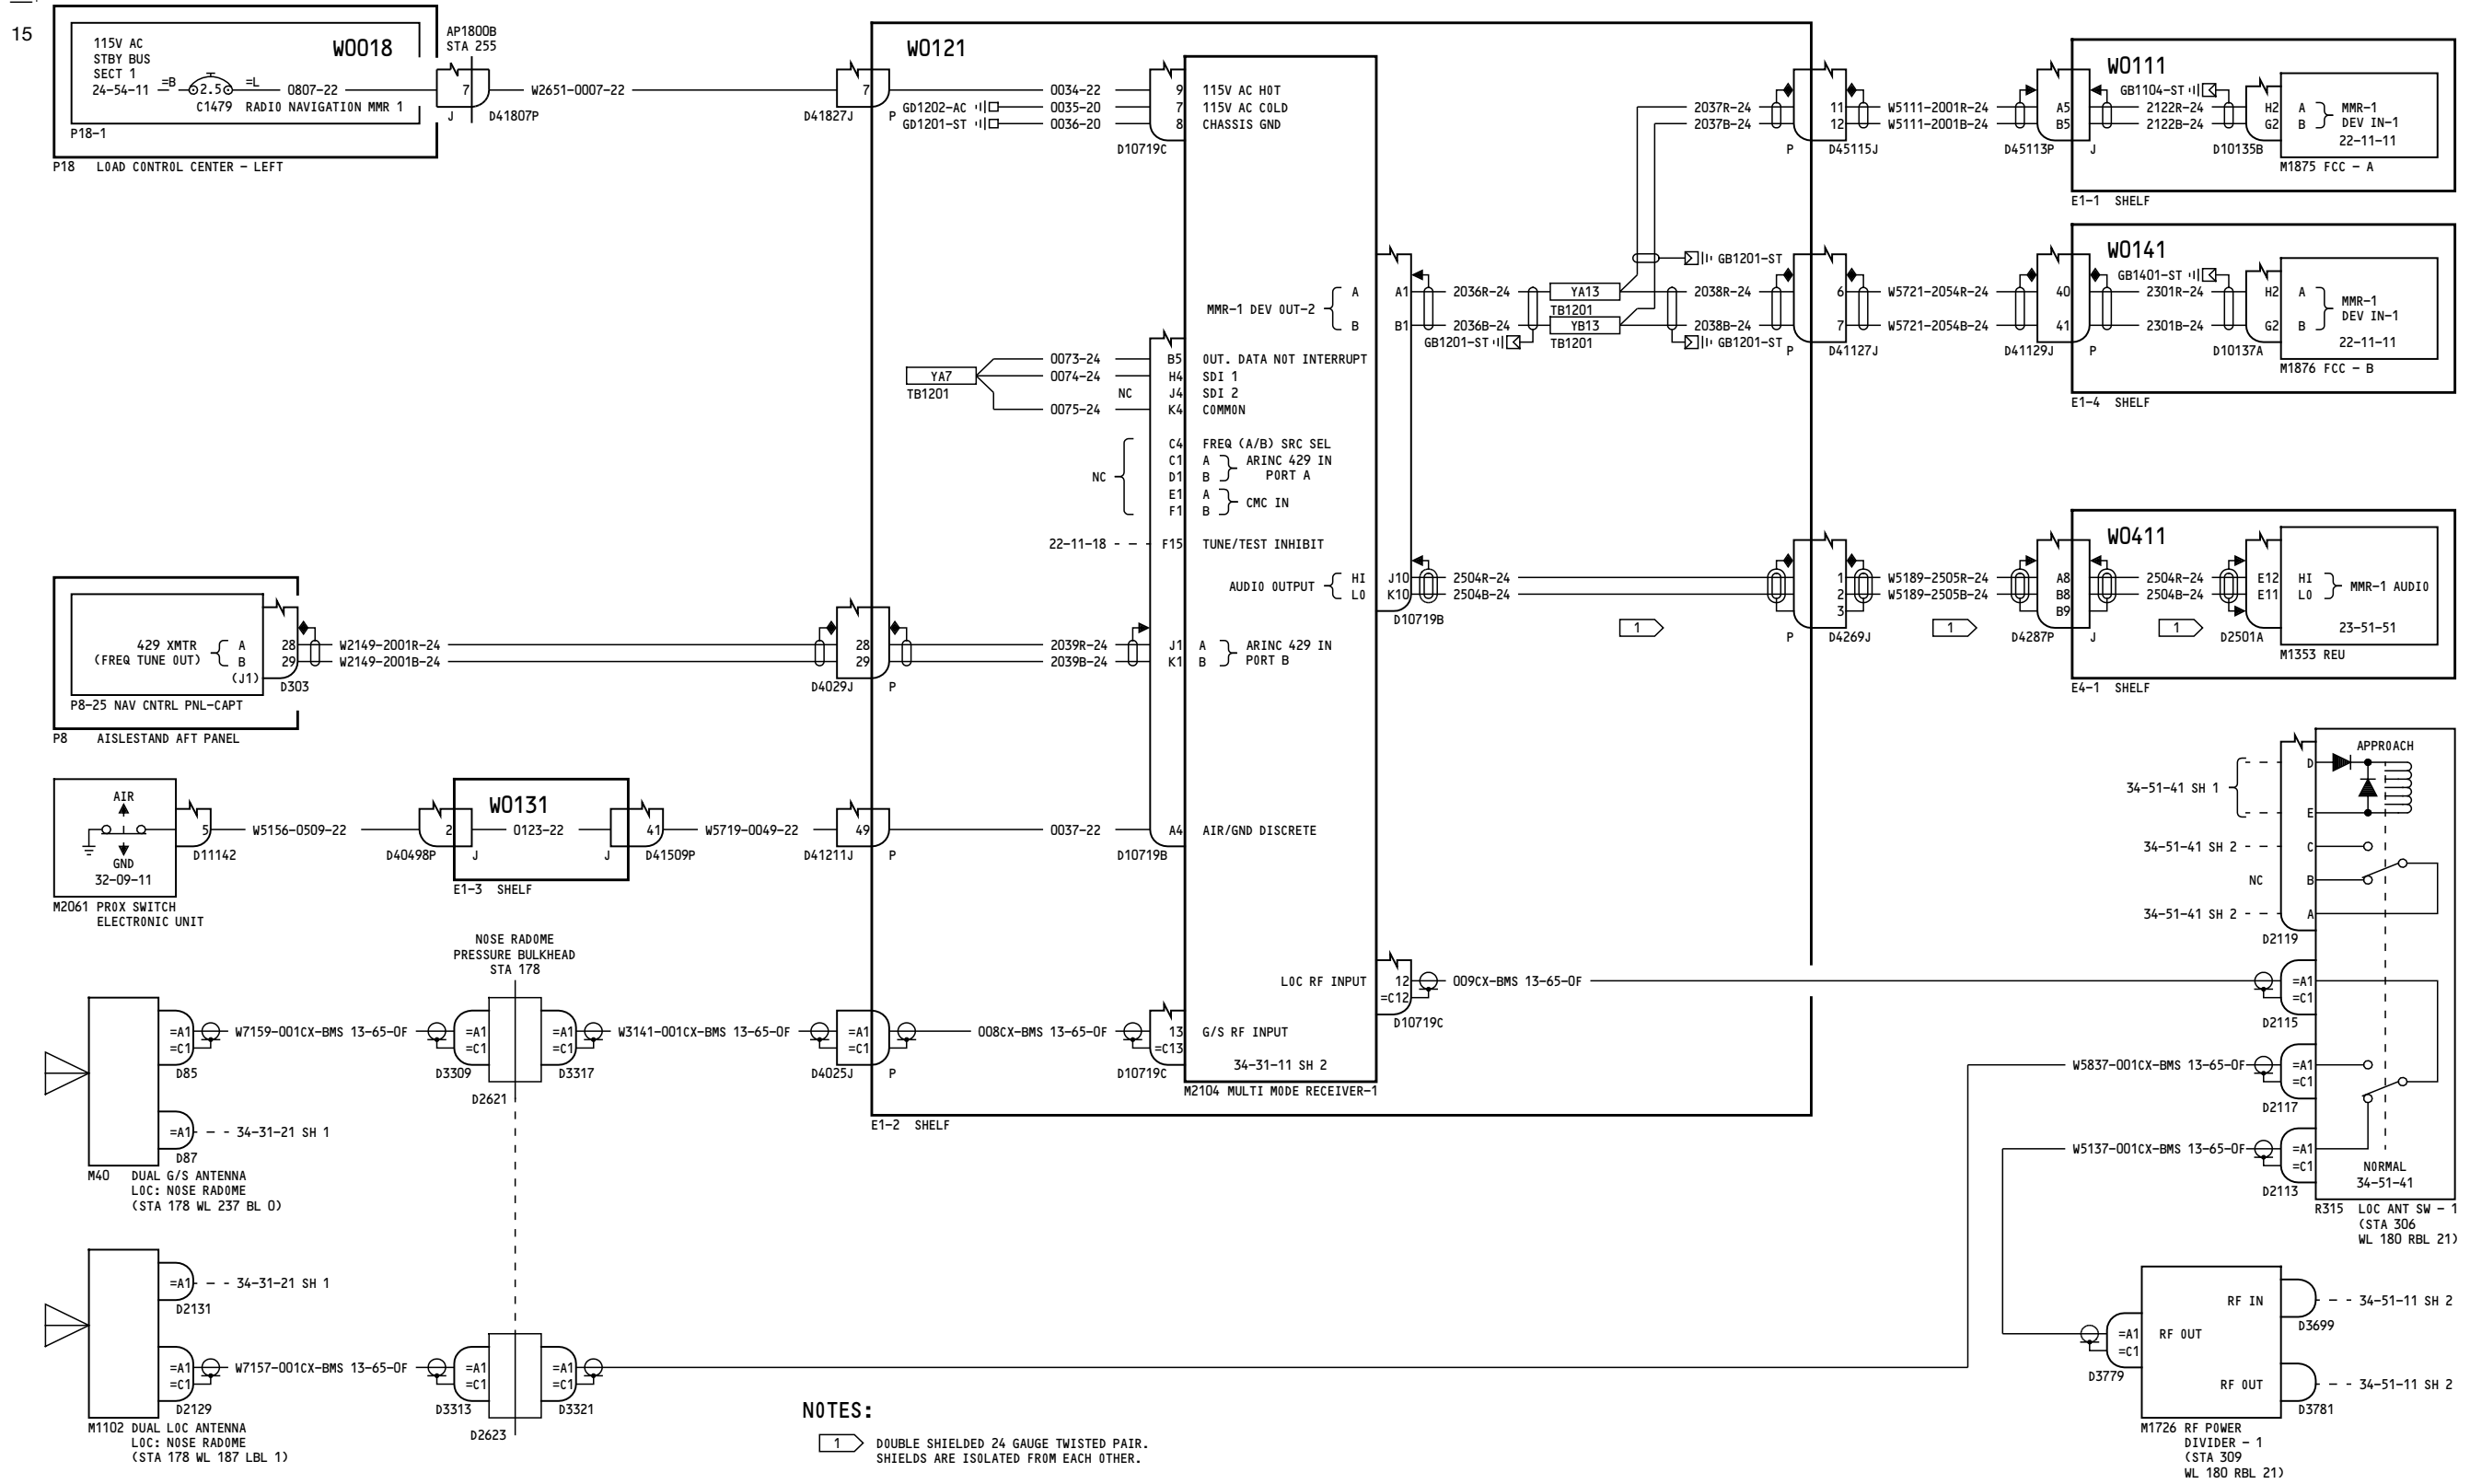 15
115V AC
STBY BUS
SECT 1
24-54-11
=B
2.5
=L
0807-22
C1479 RADIO NAVIGATION MMR 1
W0018
P18-1
P18 LOAD CONTROL CENTER - LEFT
AP1800B
STA 255
7
J
D41807P
W2651-0007-22
7
D41827J
P
W0121
0034-22
GD1202-AC
0035-20
GD1201-ST
0036-20
9 115V AC HOT
7 115V AC COLD
8 CHASSIS GND
D10719C
2037R-24
2037B-24
11
12
P
D45115J
W5111-2001R-24
W5111-2001B-24
A5
B5
D45113P
J
W0111
GB1104-ST
2122R-24
2122B-24
H2
G2
D10135B
A
B
MMR-1
DEV IN-1
22-11-11
M1875 FCC - A
E1-1 SHELF
MMR-1 DEV OUT-2
A
B
A1
B1
2036R-24
2036B-24
GB1201-ST
YA13
TB1201
YB13
TB1201
GB1201-ST
2038R-24
2038B-24
GB1201-ST
6
7
P
D41127J
W5721-2054R-24
W5721-2054B-24
40
41
D41129J
P
W0141
GB1401-ST
2301R-24
2301B-24
H2
G2
D10137A
A
B
MMR-1
DEV IN-1
22-11-11
M1876 FCC - B
E1-4 SHELF
YA7
TB1201
0073-24
0074-24
NC
0075-24
B5 OUT. DATA NOT INTERRUPT
H4 SDI 1
J4 SDI 2
K4 COMMON
NC
C4 FREQ (A/B) SRC SEL
C1 A
D1 B
ARINC 429 IN
PORT A
E1 A
F1 B
CMC IN
22-11-18
F15 TUNE/TEST INHIBIT
AUDIO OUTPUT
HI
LO
J10
K10
D10719B
2504R-24
2504B-24
1
1
2
3
P
D4269J
W5189-2505R-24
W5189-2505B-24
1
A8
B8
B9
D4287P
J
W0411
2504R-24
2504B-24
1
E12
E11
D2501A
HI
LO
MMR-1 AUDIO
23-51-51
M1353 REU
E4-1 SHELF
429 XMTR
(FREQ TUNE OUT)
A
B
(J1)
28
29
D303
P8-25 NAV CNTRL PNL-CAPT
P8 AISLESTAND AFT PANEL
W2149-2001R-24
W2149-2001B-24
28
29
D4029J
P
2039R-24
2039B-24
J1 A
K1 B
ARINC 429 IN
PORT B
AIR
GND
32-09-11
M2061 PROX SWITCH
ELECTRONIC UNIT
5
D11142
W5156-0509-22
2
D40498P
J
W0131
0123-22
E1-3 SHELF
41
J
D41509P
W5719-0049-22
49
D41211J
P
0037-22
A4 AIR/GND DISCRETE
D10719B
34-51-41 SH 1
34-51-41 SH 2
NC
34-51-41 SH 2
D
E
C
B
A
D2119
APPROACH
LOC RF INPUT
12
=C12
D10719C
009CX-BMS 13-65-0F
=A1
=C1
D2115
W5837-001CX-BMS 13-65-0F
=A1
=C1
D2117
W5137-001CX-BMS 13-65-0F
=A1
=C1
D2113
NORMAL
34-51-41
R315 LOC ANT SW - 1
(STA 306
WL 180 RBL 21)
NOSE RADOME
PRESSURE BULKHEAD
STA 178
=A1
=C1
D85
W7159-001CX-BMS 13-65-0F
=A1
=C1
D3309
D2621
=A1
=C1
D3317
W3141-001CX-BMS 13-65-0F
=A1
=C1
D4025J
P
008CX-BMS 13-65-0F
13
=C13
D10719C
G/S RF INPUT
34-31-11 SH 2
M2104 MULTI MODE RECEIVER-1
E1-2 SHELF
=A1
D87
34-31-21 SH 1
M40 DUAL G/S ANTENNA
LOC: NOSE RADOME
(STA 178 WL 237 BL 0)
=A1
D2131
34-31-21 SH 1
=A1
=C1
D2129
W7157-001CX-BMS 13-65-0F
=A1
=C1
D3313
D2623
=A1
=C1
D3321
M1102 DUAL LOC ANTENNA
LOC: NOSE RADOME
(STA 178 WL 187 LBL 1)
=A1
=C1
D3779
RF OUT
RF IN
D3699
34-51-11 SH 2
RF OUT
D3781
34-51-11 SH 2
M1726 RF POWER
DIVIDER - 1
(STA 309
WL 180 RBL 21)
NOTES:
1 DOUBLE SHIELDED 24 GAUGE TWISTED PAIR.
SHIELDS ARE ISOLATED FROM EACH OTHER.